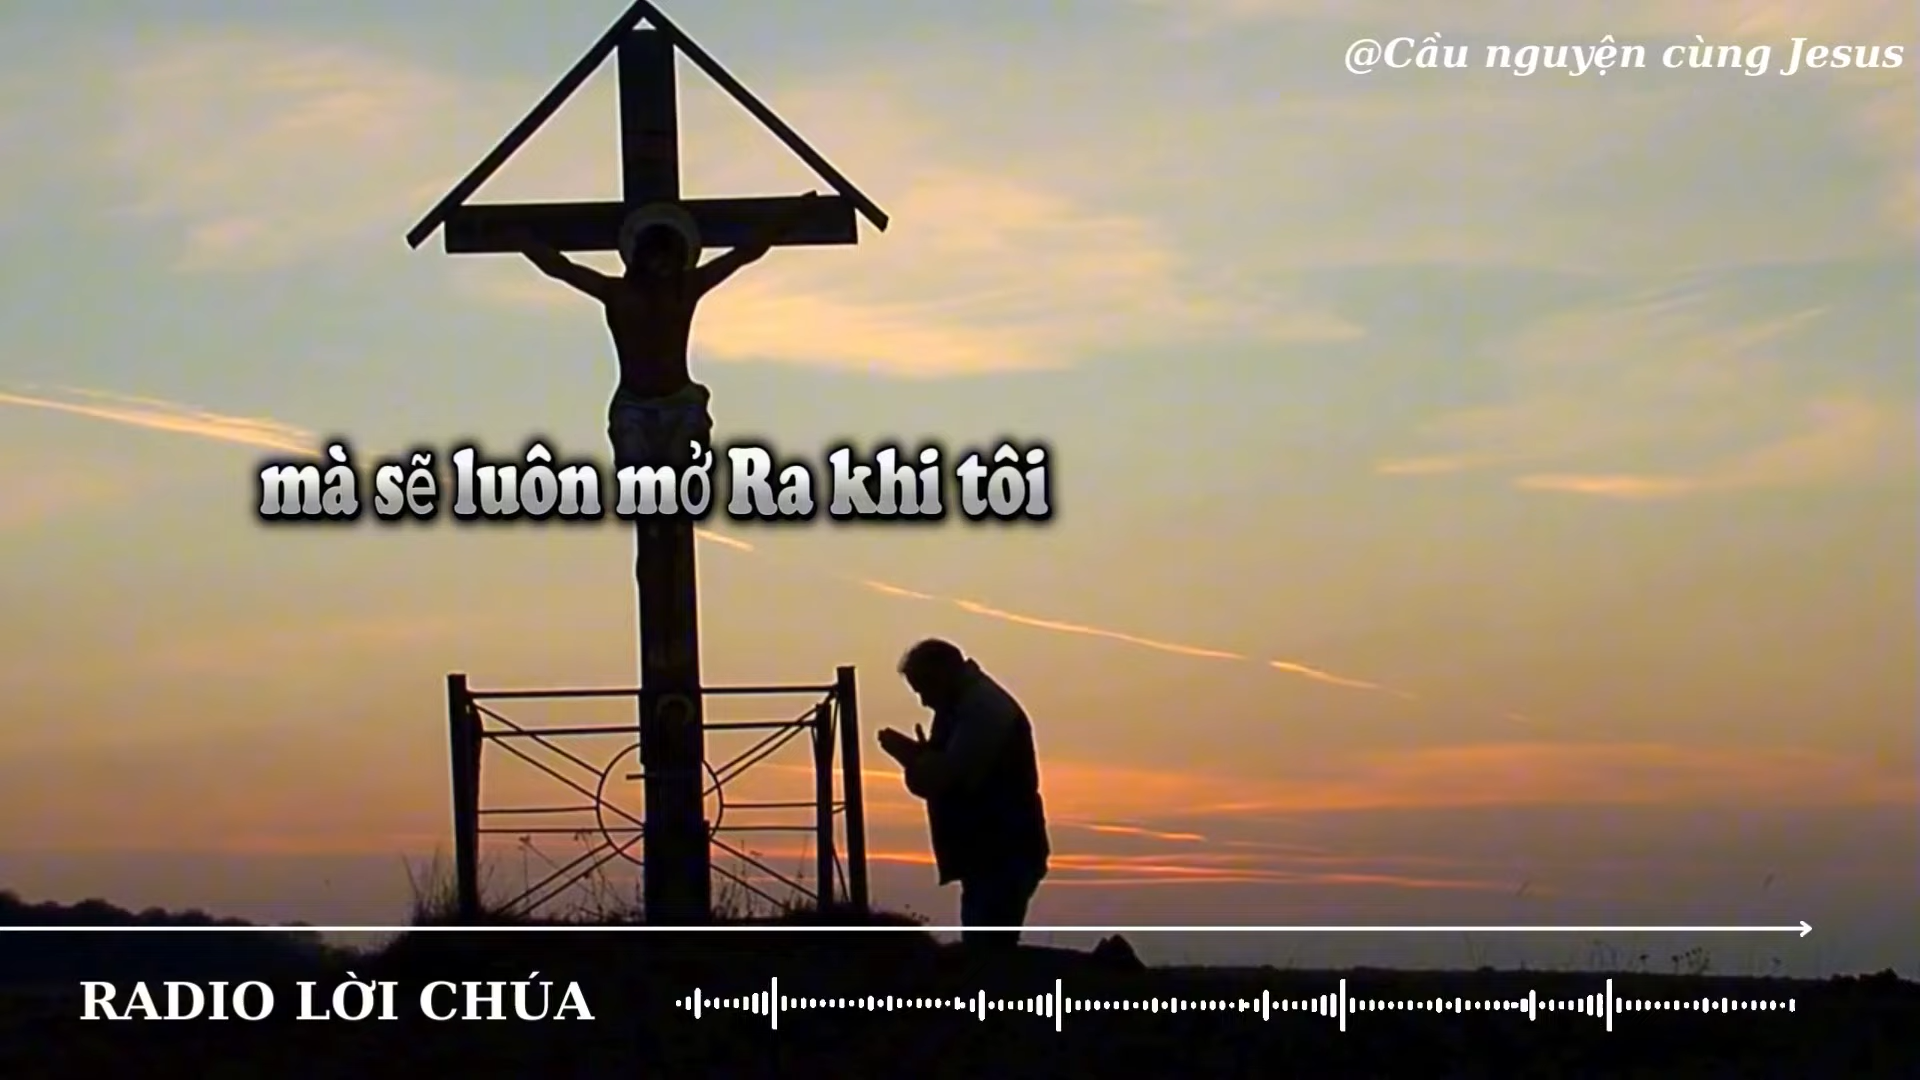 @Cầu nguyện cùng Jesus
mà sẽ luôn mở Ra khi tôi
RADIO LỜI CHÚA